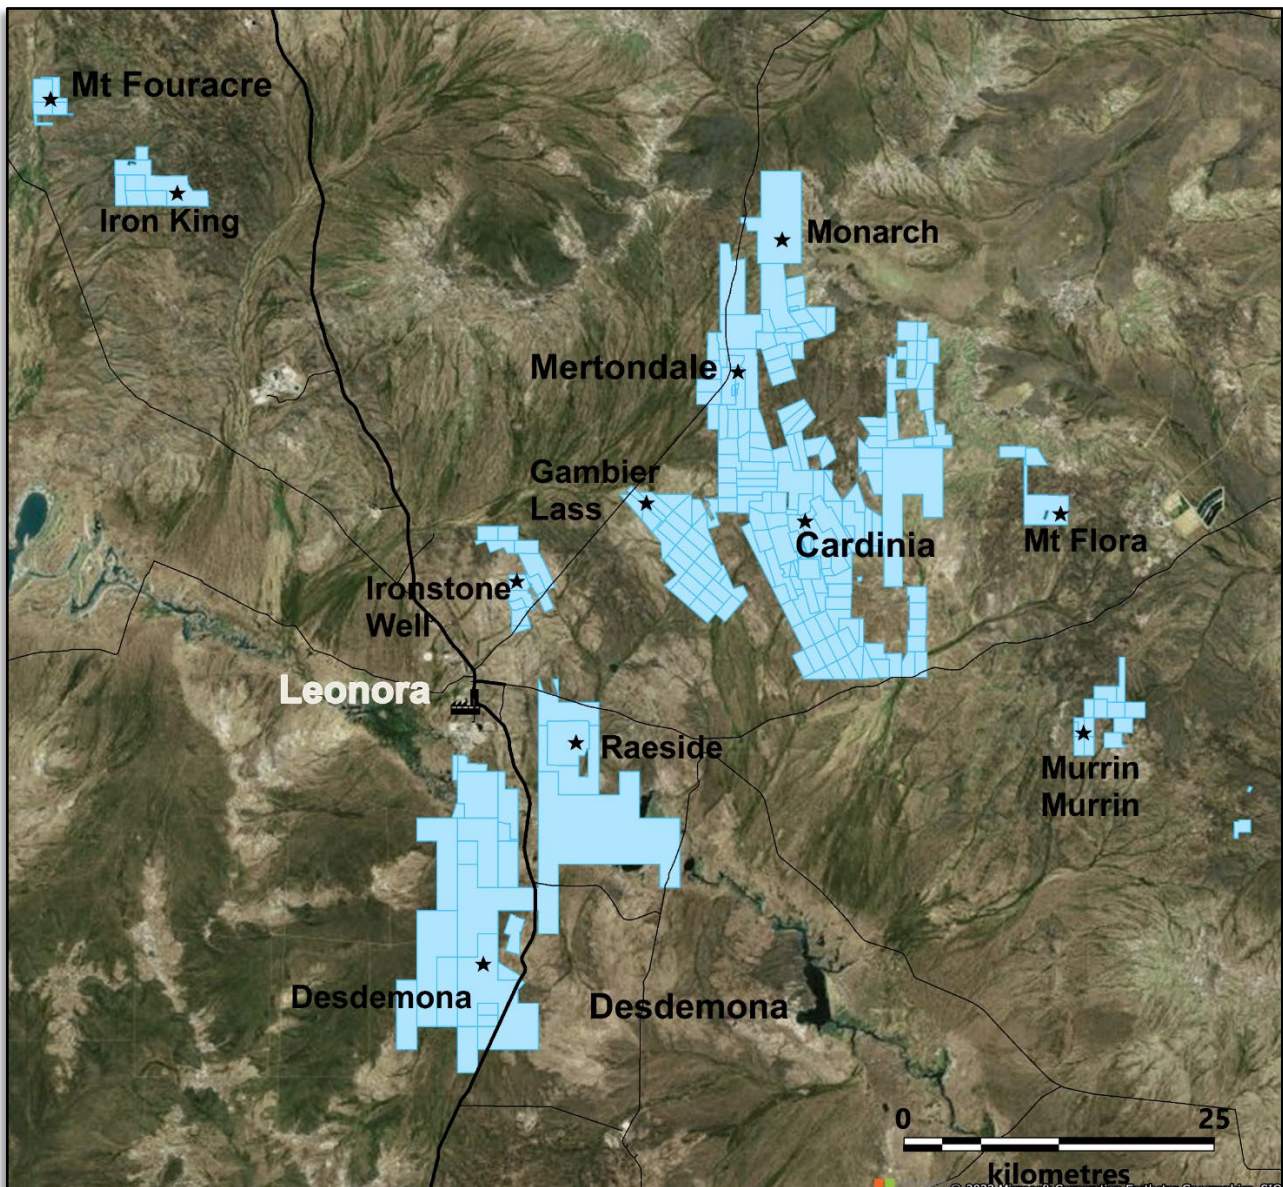 Mt Fouracre
Iron King
Monarch
Mertondale
Gambier
Lass
Cardinia
Mt Flora
Ironstone
Well
Leonora
Raeside
Murrin
Murrin
Desdemona
Desdemona
0 25
kilometres